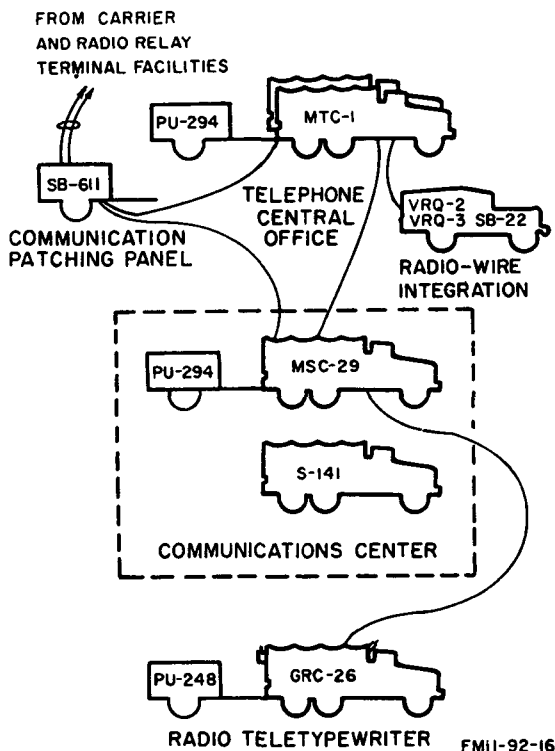 FROM CARRIER
AND RADIO RELAY
TERMINAL FACILITIES
PU-294
MTC-1
SB-611
COMMUNICATION
PATCHING PANEL
TELEPHONE
CENTRAL
OFFICE
VRQ-2
VRQ-3 SB-22
RADIO-WIRE
INTEGRATION
PU-294
MSC-29
S-141
COMMUNICATIONS CENTER
PU-248
GRC-26
RADIO TELETYPEWRITER
FM11-92-16